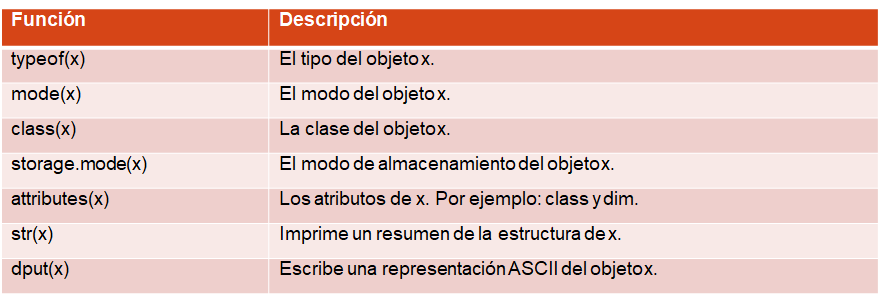 Función Descripción
typeof(x) El tipo del objeto x.
mode(x) El modo del objeto x.
class(x) La clase del objeto x.
storage.mode(x) El modo de almacenamiento del objeto x.
attributes(x) Los atributos de x. Por ejemplo: class y dim.
str(x) Imprime un resumen de la estructura de x.
dput(x) Escribe una representación ASCII del objeto x.